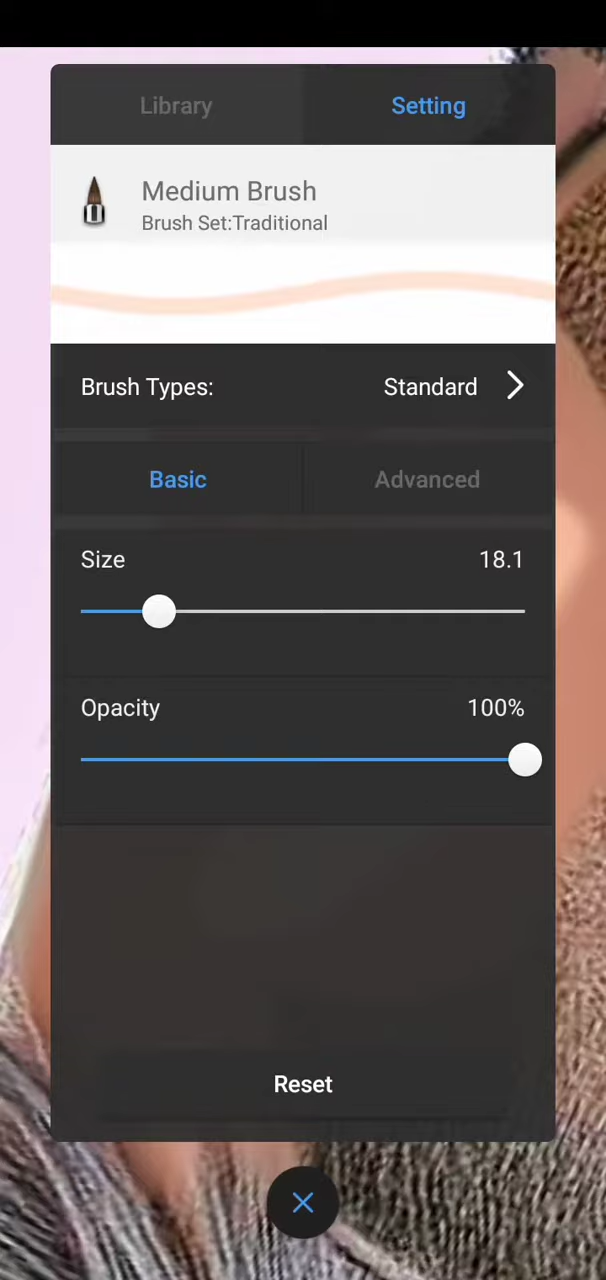 Library
Setting
Medium Brush
Brush Set:Traditional
Brush Types:
Standard
Basic
Advanced
Size
18.1
Opacity
100%
Reset